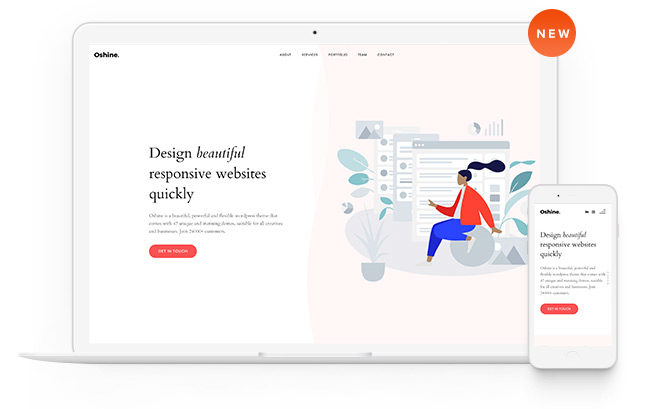 NEW
Oshine.
ABOUT SERVICES PORTFOLIO TEAM CONTACT
Design beautiful
responsive websites
quickly
Oshine is a beautiful, powerful and flexible wordpress theme that
comes with 47 unique and stunning demos, suitable for all creatives
and businesses. Join 24000+ customers.
GET IN TOUCH
Oshine.
Design beautiful
responsive websites
quickly
Oshine is a beautiful, powerful and
flexible wordpress theme that comes with
47 unique and stunning demos, suitable
for all creatives and businesses. Join
24000+ customers.
GET IN TOUCH